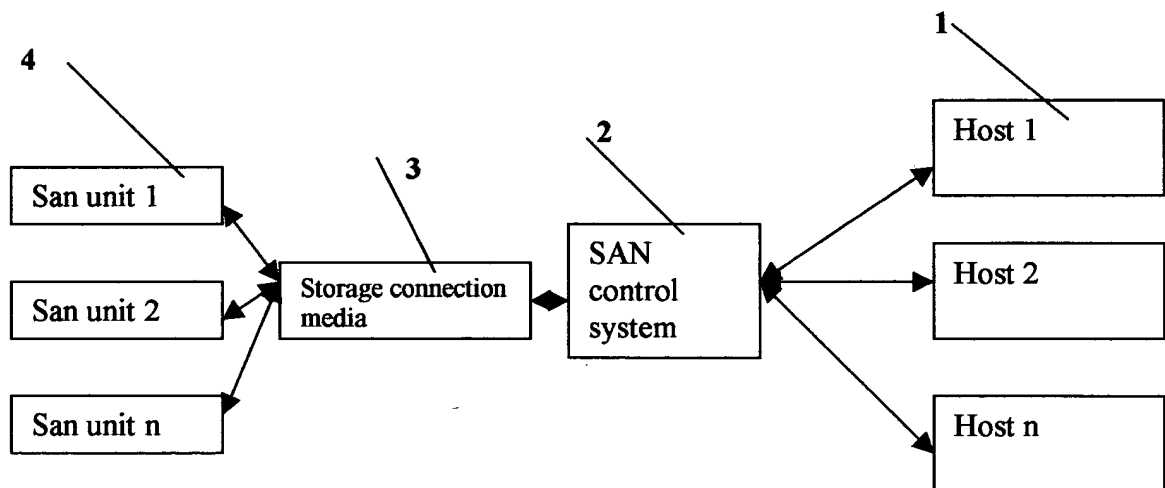 1
4
2
Host 1
3
San unit 1
SAN
control
system
Host 2
Storage connection
media
San unit 2
San unit n
Host n